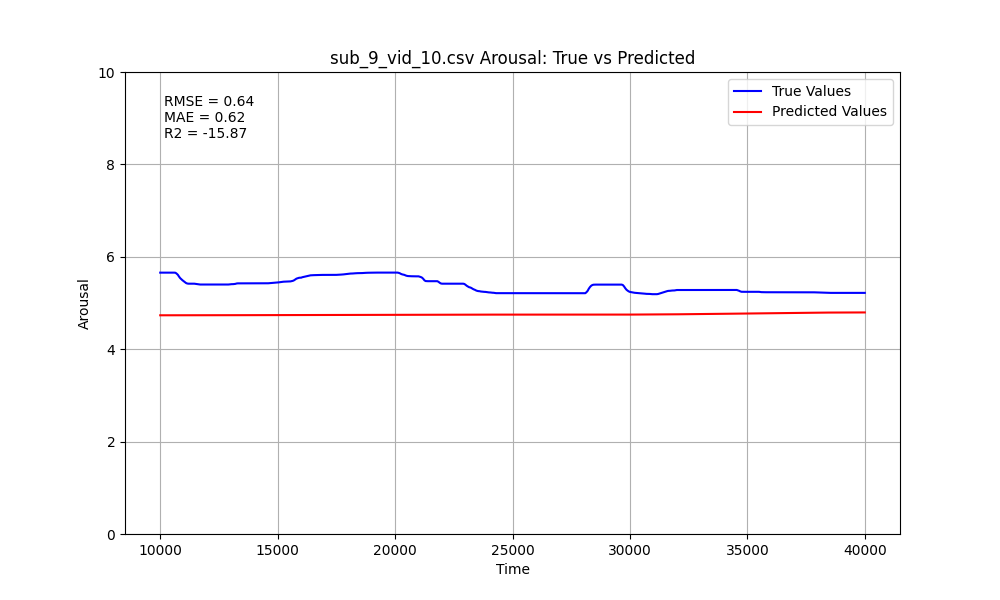 sub_9_vid_10.csv Arousal: True vs Predicted
RMSE = 0.64
MAE = 0.62
R2 = -15.87
True Values
Predicted Values
10
8
6
4
2
0
Arousal
10000 15000 20000 25000 30000 35000 40000
Time